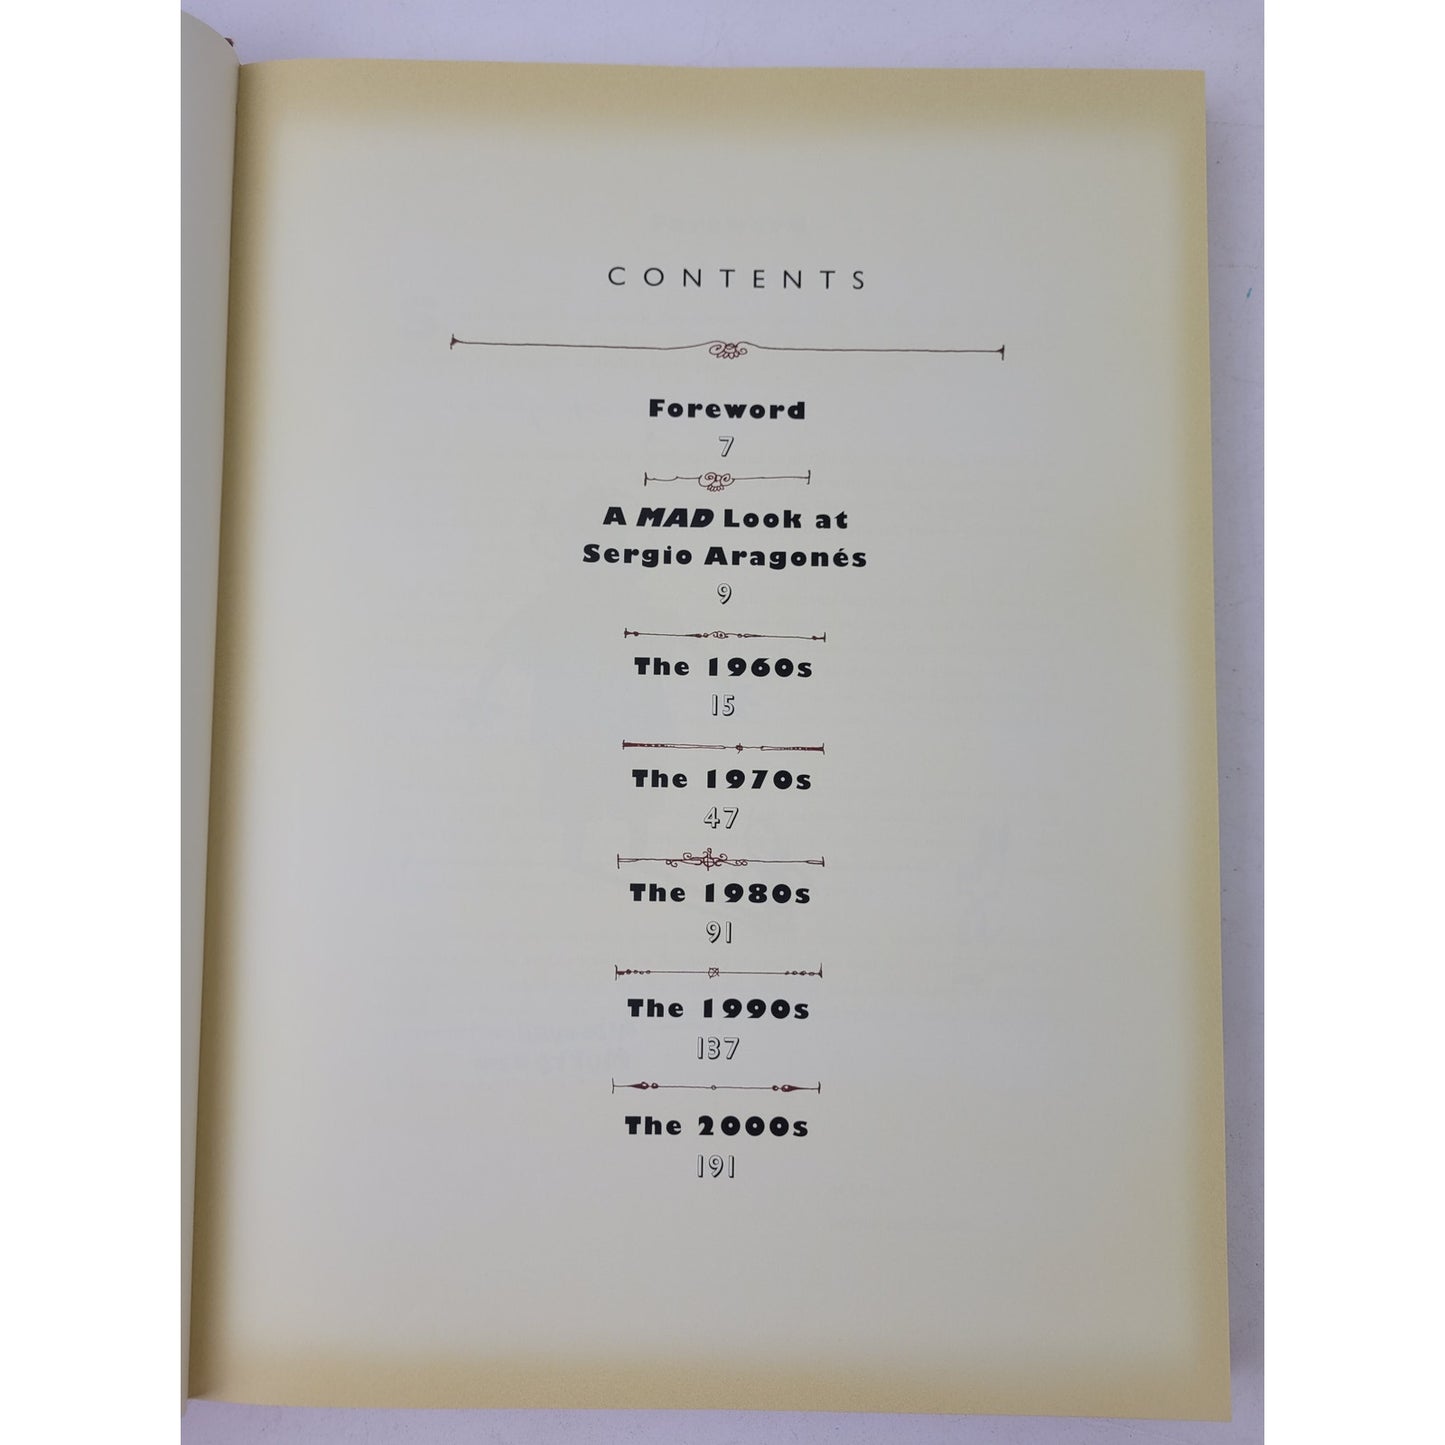 CONTENTS
Foreword
7
A MAD Look at
Sergio Aragonés
9
The 1960s
15
The 1970s
47
The 1980s
91
The 1990s
137
The 2000s
191